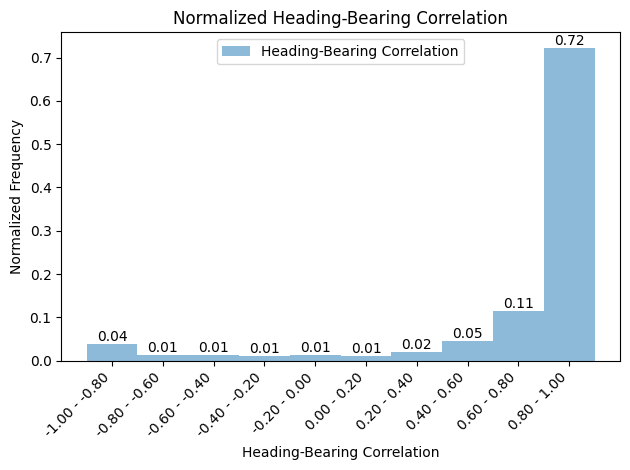 Normalized Heading-Bearing Correlation
Heading-Bearing Correlation
Normalized Frequency
0.7
0.6
0.5
0.4
0.3
0.2
0.1
0.0
0.04
0.01
0.01
0.01
0.01
0.01
0.02
0.05
0.11
0.72
-1.00 - -0.80
-0.80 - -0.60
-0.60 - -0.40
-0.40 - -0.20
-0.20 - 0.00
0.00 - 0.20
0.20 - 0.40
0.40 - 0.60
0.60 - 0.80
0.80 - 1.00
Heading-Bearing Correlation